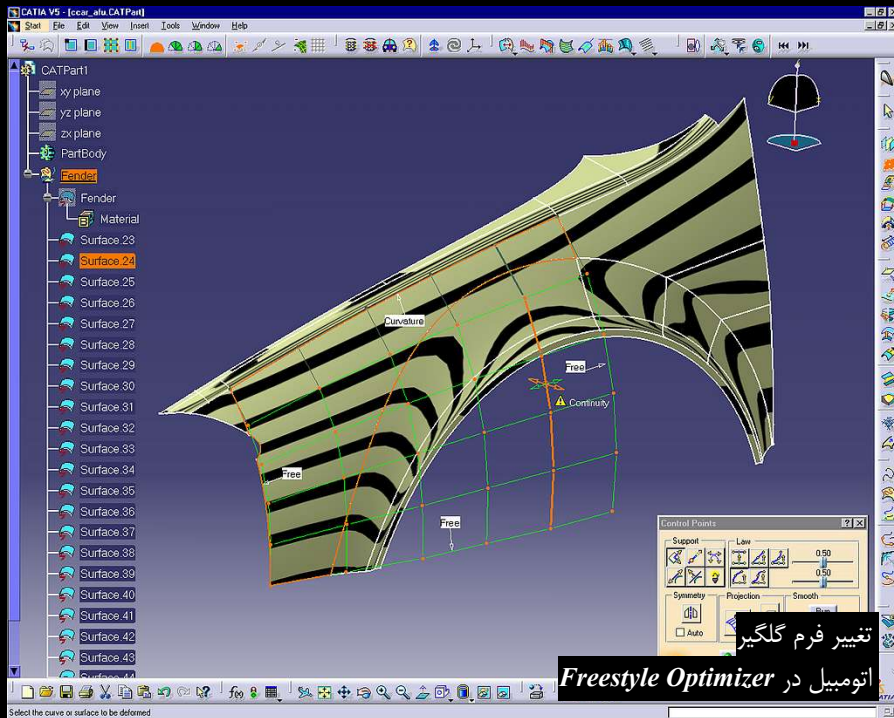 CATIA V5 - [ccar_afu.CATPart]
Start File Edit View Insert Tools Window Help
CATPart1
xy plane
yz plane
zx plane
PartBody
Fender
Fender
Material
Surface.23
Surface.24
Surface.25
Surface.26
Surface.27
Surface.28
Surface.29
Surface.30
Surface.31
Surface.32
Surface.33
Surface.34
Surface.35
Surface.36
Surface.37
Surface.38
Surface.39
Surface.40
Surface.41
Surface.42
Surface.43
Curvature
Free
Continuity
Free
Free
Control Points
Support Law
0.50
0.50
Symmetry Projection Smooth
Auto
تغییر فرم گلگیر
اتومبیل در Freestyle Optimizer
Select the curve or surface to be deformed